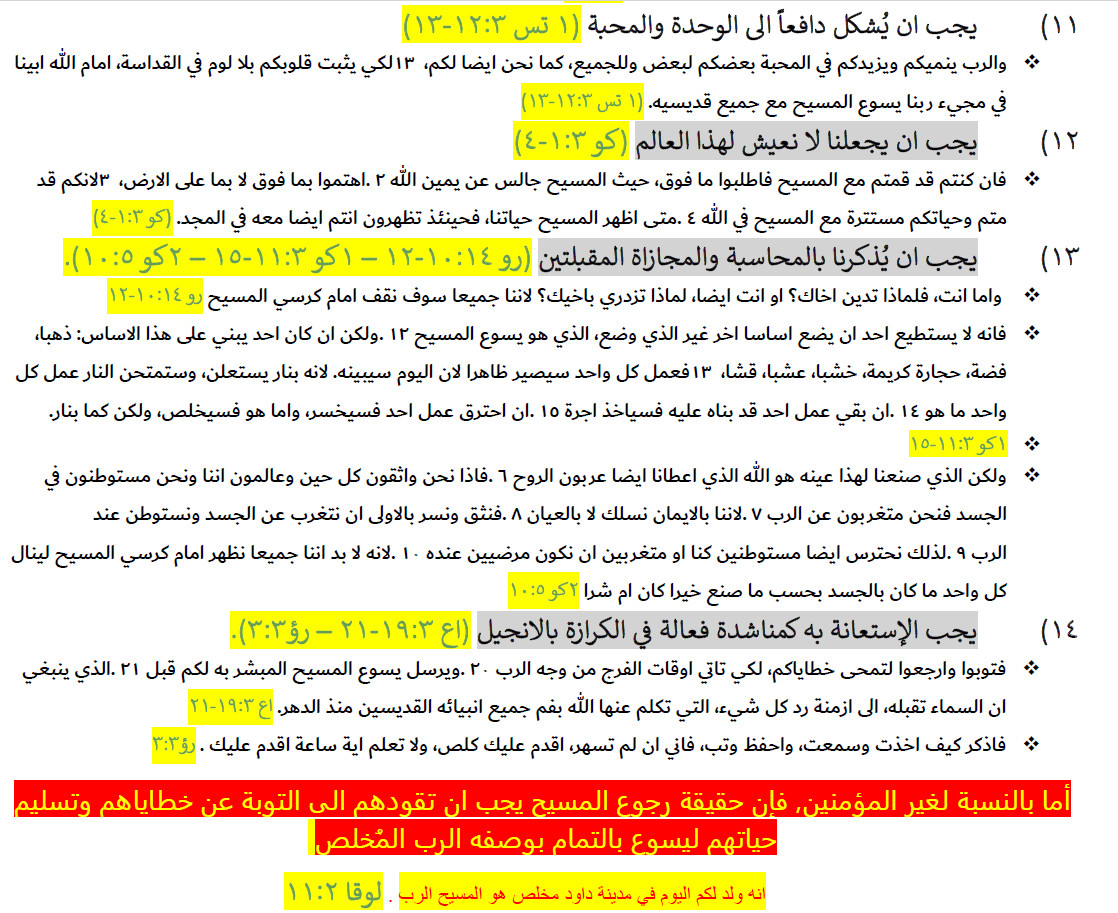 ١١) يجب ان يُشكل دافعاً الى الوحدة والمحبة (١ تس ١٢:٣-١٣)
❖ والرب ينميكم ويزيدكم في المحبة بعضكم لبعض وللجميع، كما نحن ايضا لكم، ١٣لكي يثبت قلوبكم بلا لوم في القداسة، امام الله ابينا
في مجيء ربنا يسوع المسيح مع جميع قديسيه. (١ تس ١٢:٣-١٣)
١٢) يجب ان يجعلنا لا نعيش لهذا العالم (كو ١:٣-٤)
❖ فان كنتم قد قمتم مع المسيح فاطلبوا ما فوق، حيث المسيح جالس عن يمين الله ٢ .اهتموا بما فوق لا بما على الارض، ٣لانكم قد
متم وحياتكم مستترة مع المسيح في الله ٤ .متى اظهر المسيح حياتنا، فحينئذ تظهرون انتم ايضا معه في المجد. (كو ١:٣-٤)
١٣) يجب ان يُذكرنا بالمحاسبة والمجازاة المقبلتين (رو ١٠:١٤-١٢ – ١كو ١١:٣-١٥ – ٢كو ١٠:٥).
❖ واما انت، فلماذا تدين اخاك؟ او انت ايضا، لماذا تزدري باخيك؟ لاننا جميعا سوف نقف امام كرسي المسيح رو ١٠:١٤-١٢
❖ فانه لا يستطيع احد ان يضع اساسا اخر غير الذي وضع، الذي هو يسوع المسيح ١٢ .ولكن ان كان احد يبني على هذا الاساس: ذهبا،
فضة، حجارة كريمة، خشبا، عشبا، قشا، ١٣فعمل كل واحد سيصير ظاهرا لان اليوم سيبينه. لانه بنار يستعلن، وستمتحن النار عمل كل
واحد ما هو ١٤ .ان بقي عمل احد قد بناه عليه فسياخذ اجرة ١٥ .ان احترق عمل احد فسيخسر، واما هو فسيخلص، ولكن كما بنار.
❖ ١كو ١١:٣-١٥
❖ ولكن الذي صنعنا لهذا عينه هو الله الذي اعطانا ايضا عربون الروح ٦ .فاذا نحن واثقون كل حين وعالمون اننا ونحن مستوطنون في
الجسد فنحن متغربون عن الرب ٧ .لاننا بالايمان نسلك لا بالعيان ٨ .فنثق ونسر بالاولى ان نتغرب عن الجسد ونستوطن عند
الرب ٩ .لذلك نحترس ايضا مستوطنين كنا او متغربين ان نكون مرضيين عنده ١٠ .لانه لا بد اننا جميعا نظهر امام كرسي المسيح لينال
كل واحد ما كان بالجسد بحسب ما صنع خيرا كان ام شرا ٢كو ١٠:٥
١٤) يجب الإستعانة به كمناشدة فعالة في الكرازة بالانجيل (اع ١٩:٣-٢١ – رؤ٣:٣).
❖ فتوبوا وارجعوا لتمحى خطاياكم، لكي تاتي اوقات الفرج من وجه الرب ٢٠ .ويرسل يسوع المسيح المبشر به لكم قبل ٢١ .الذي ينبغي
ان السماء تقبله، الى ازمنة رد كل شيء، التي تكلم عنها الله بفم جميع انبيائه القديسين منذ الدهر. اع ١٩:٣-٢١
❖ فاذكر كيف اخذت وسمعت، واحفظ وتب، فاني ان لم تسهر، اقدم عليك كلص، ولا تعلم اية ساعة اقدم عليك . رؤ٣:٣
أما بالنسبة لغير المؤمنين, فإن حقيقة رجوع المسيح يجب ان تقودهم الى التوبة عن خطاياهم وتسليم
حياتهم ليسوع بالتمام بوصفه الرب المُخلص
انه ولد لكم اليوم في مدينة داود مخلص هو المسيح الرب . لوقا ١١:٢